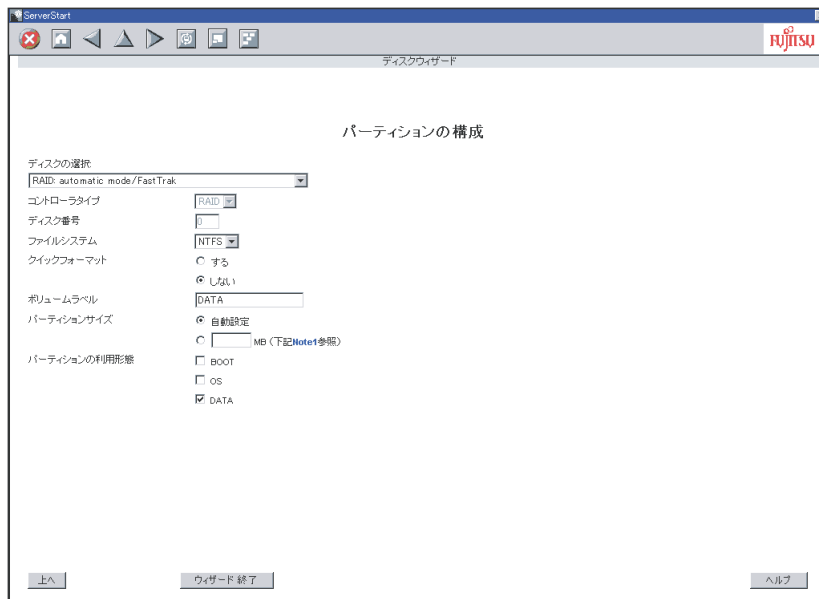 ServerStart
FUJITSU
ディスクウィザード
パーティションの構成
ディスクの選択
RAID: automatic mode/FastTrak
コントローラタイプ RAID
ディスク番号 0
ファイルシステム NTFS
クイックフォーマット する
しない
ボリュームラベル DATA
パーティションサイズ 自動設定
MB (下記Note1参照)
パーティションの利用形態 BOOT
OS
DATA
上へ ウィザード 終了 ヘルプ